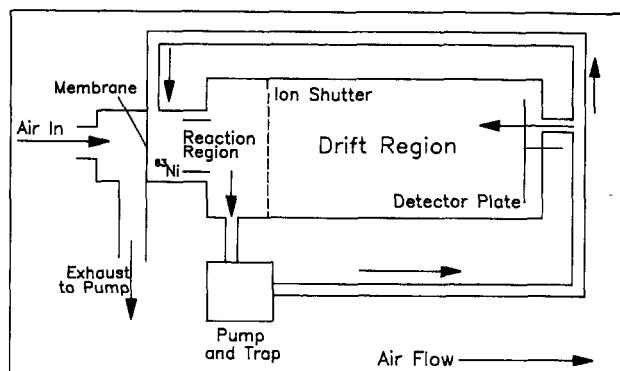 Membrane
Ion Shutter
Air In
Reaction
Region
Drift Region
⁶³Ni
Detector Plate
Exhaust
to Pump
Pump
and Trap
Air Flow